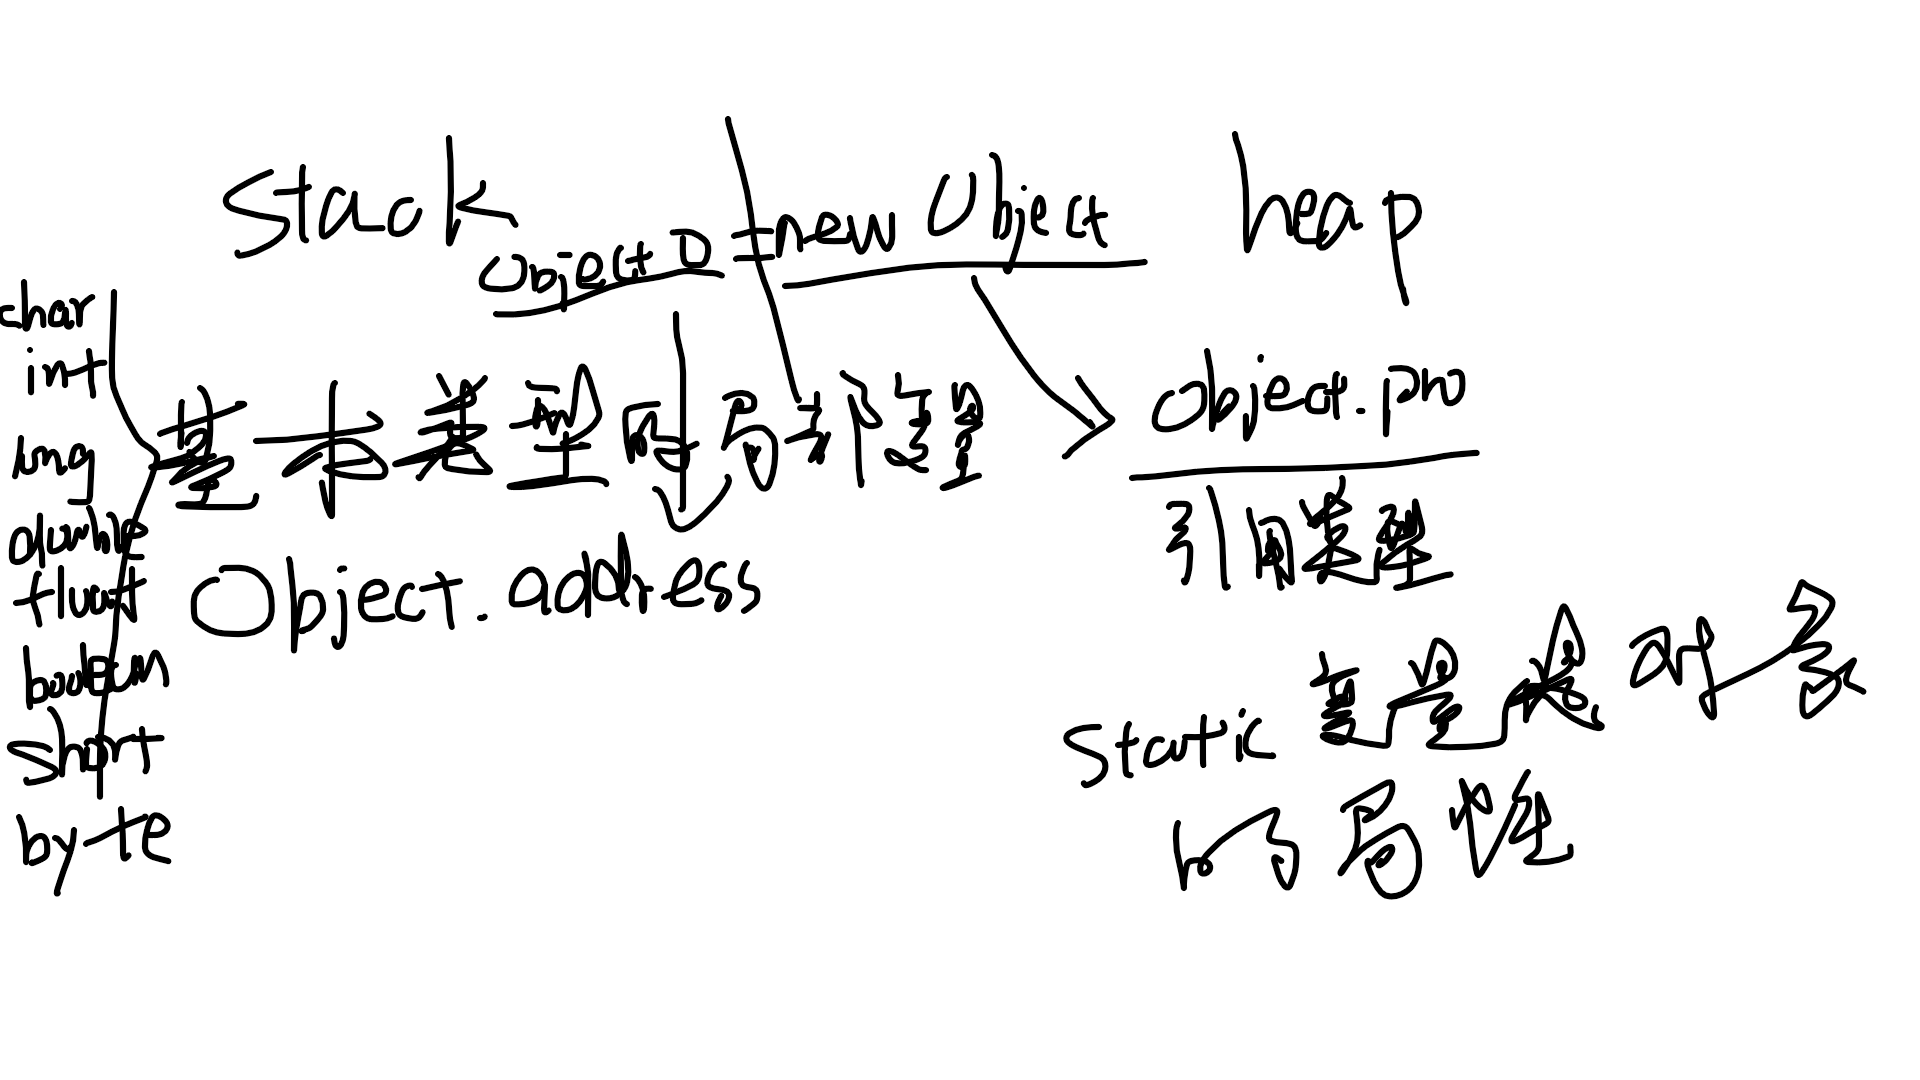 Stack
Object O = new Object
heap
char
int
long
double
float
boolean
short
byte
基本类型的局部变量
Object.address
Object.pro
引用类型
static 变量是对象
的属性